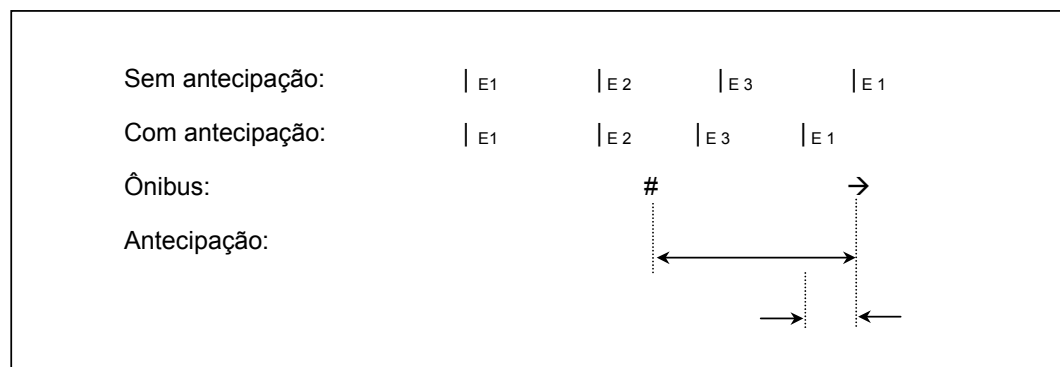 Sem antecipação: | E1 | E 2 | E 3 | E 1
Com antecipação: | E1 | E 2 | E 3 | E 1
Ônibus: # →
Antecipação: